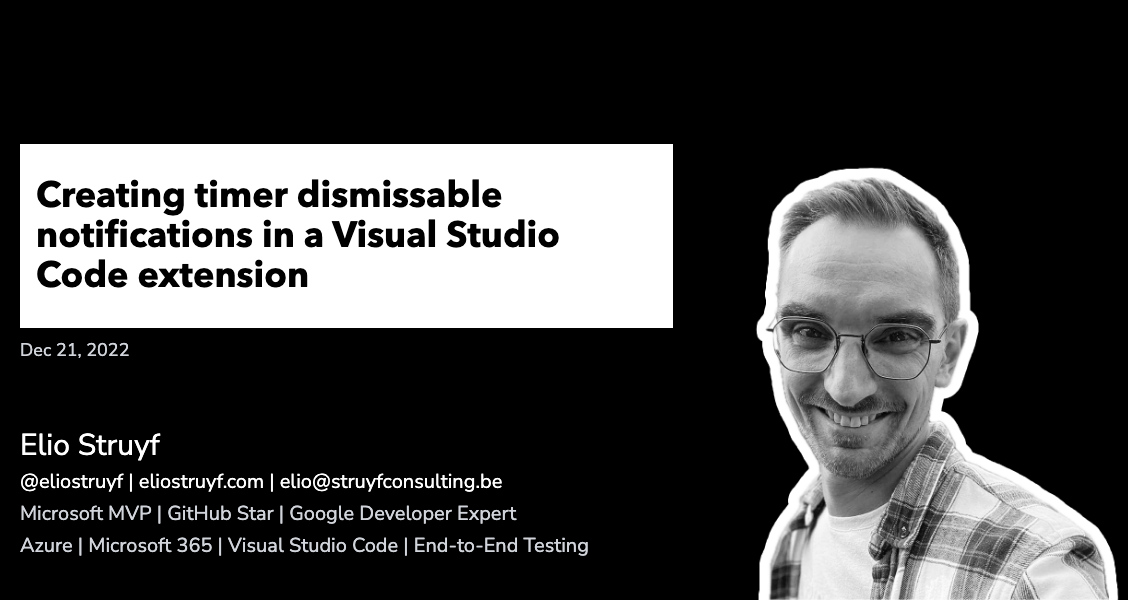 Creating timer dismissable
notifications in a Visual Studio
Code extension
Dec 21, 2022
Elio Struyf
@eliostruyf | eliostruyf.com | elio@struyfconsulting.be
Microsoft MVP | GitHub Star | Google Developer Expert
Azure | Microsoft 365 | Visual Studio Code | End-to-End Testing